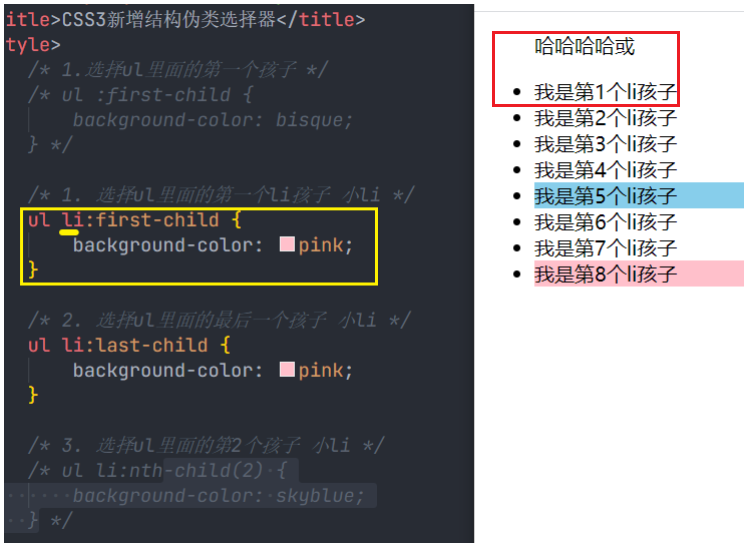 itle>CSS3新增结构伪类选择器</title>
tyle>
/* 1.选择ul里面的第一个孩子 */
/* ul :first-child {
background-color: bisque;
} */
/* 1. 选择ul里面的第一个li孩子 小li */
ul li:first-child {
background-color: pink;
}
/* 2. 选择ul里面的最后一个孩子 小li */
ul li:last-child {
background-color: pink;
}
/* 3. 选择ul里面的第2个孩子 小li */
/* ul li:nth-child(2) {
background-color: skyblue;
} */
哈哈哈哈或
我是第1个li孩子
我是第2个li孩子
我是第3个li孩子
我是第4个li孩子
我是第5个li孩子
我是第6个li孩子
我是第7个li孩子
我是第8个li孩子